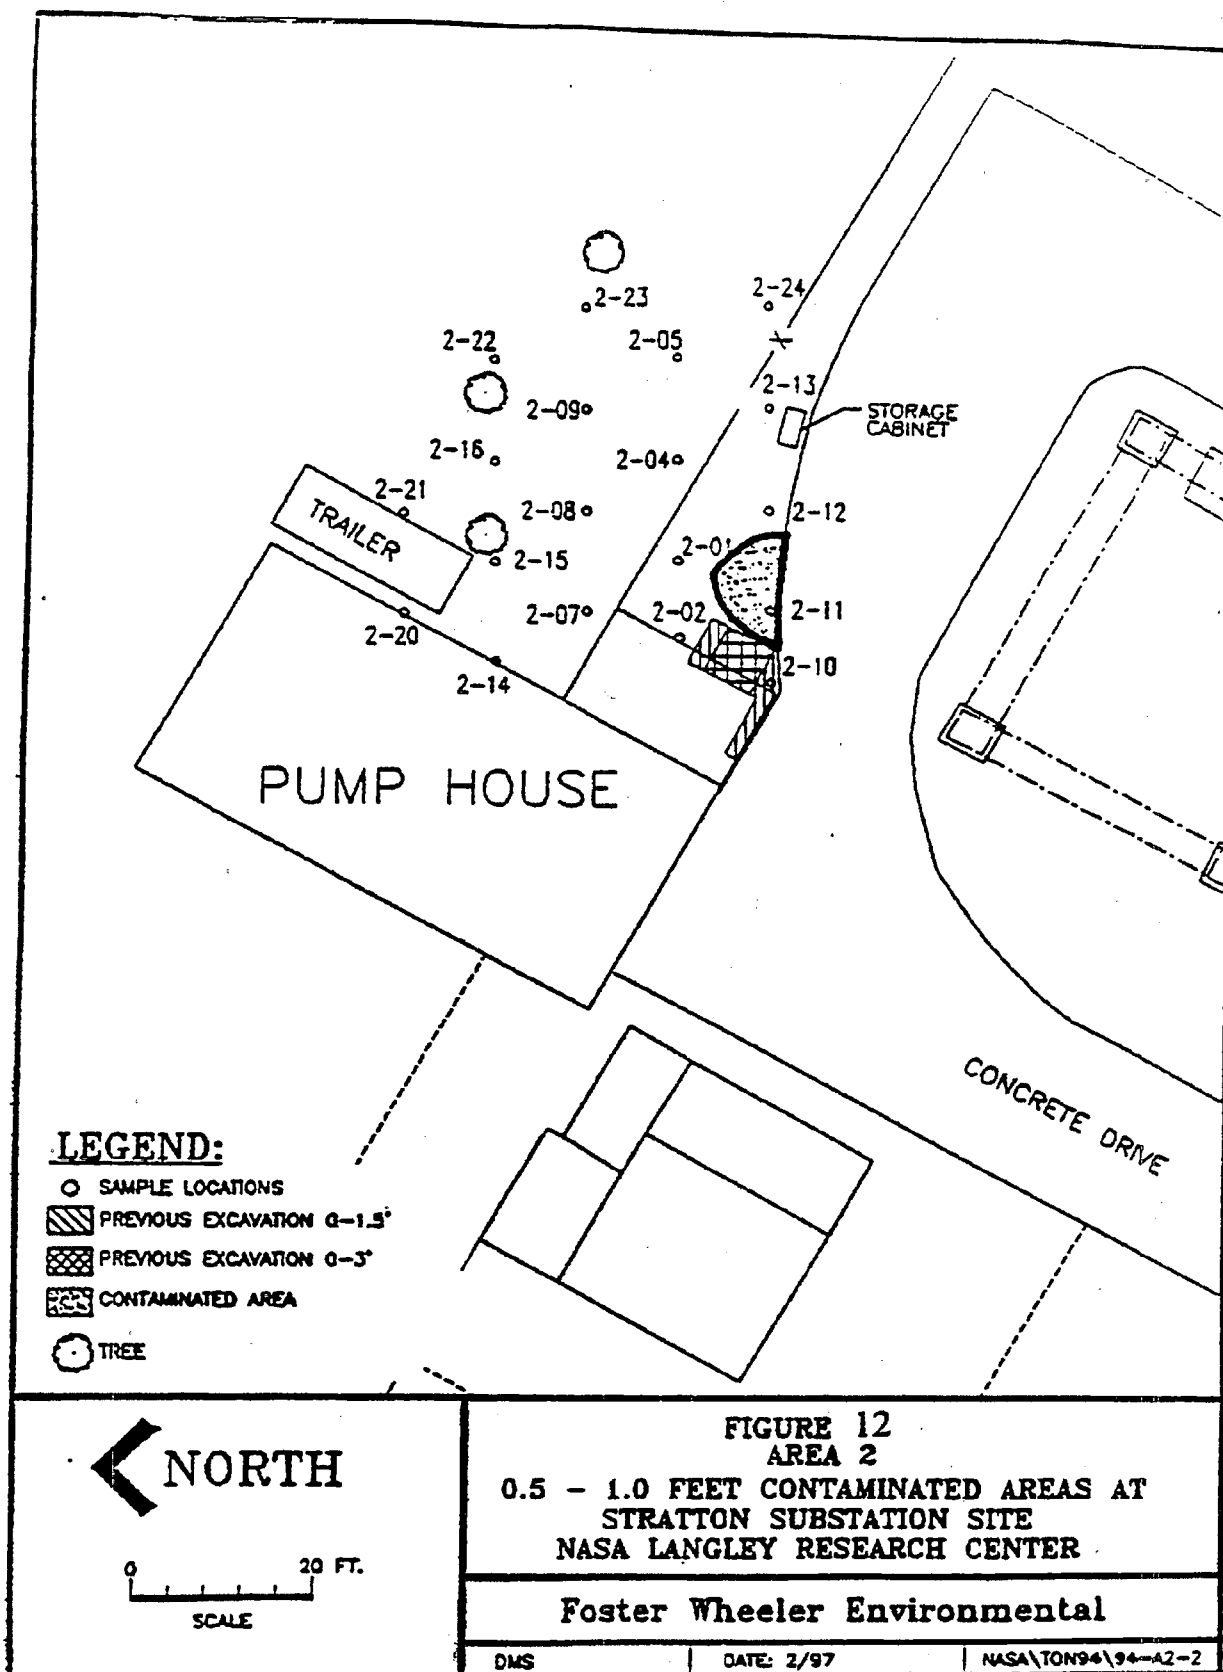 2-23
2-24
2-22
2-05
2-13
2-09
STORAGE
CABINET
2-16
2-04
2-21
2-08
2-12
TRAILER
2-01
2-15
2-07
2-02
2-11
2-20
2-10
2-14
PUMP HOUSE
CONCRETE DRIVE
LEGEND:
SAMPLE LOCATIONS
PREVIOUS EXCAVATION 0-1.5'
PREVIOUS EXCAVATION 0-3'
CONTAMINATED AREA
TREE
NORTH
0 20 FT.
SCALE
FIGURE 12
AREA 2
0.5 - 1.0 FEET CONTAMINATED AREAS AT
STRATTON SUBSTATION SITE
NASA LANGLEY RESEARCH CENTER
Foster Wheeler Environmental
DMS
DATE: 2/97
NASA\TON94\94-A2-2